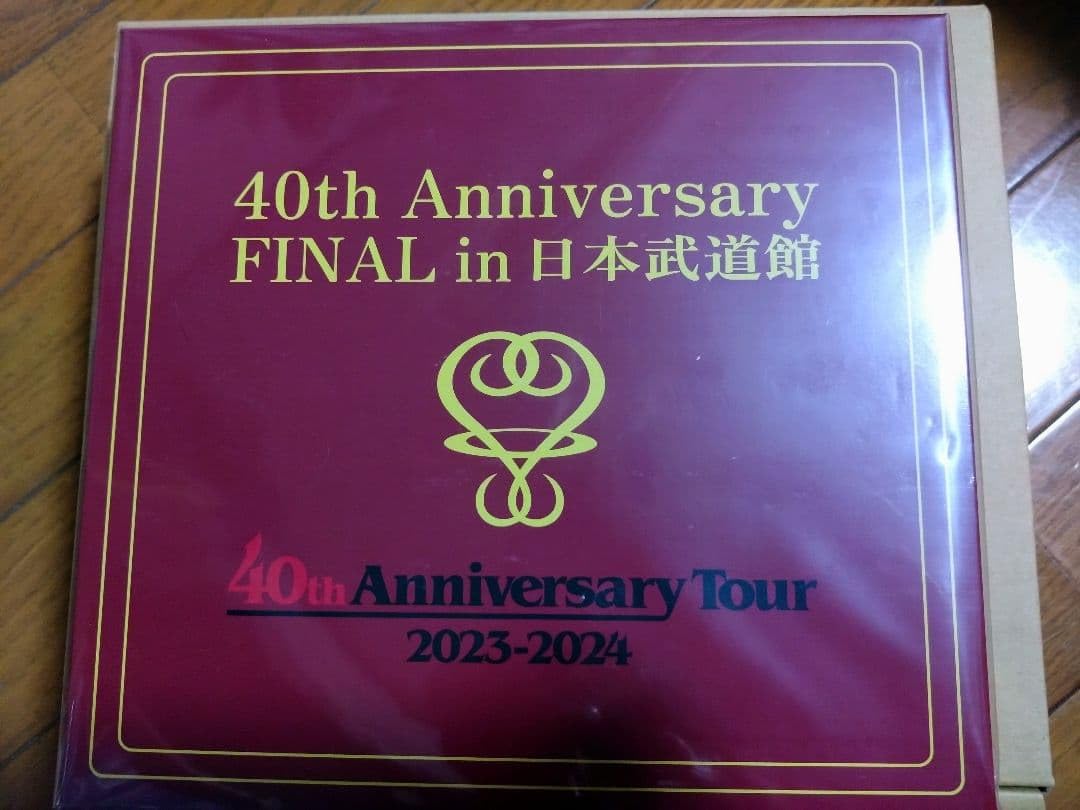 40th Anniversary
FINAL in 日本武道館
40th Anniversary Tour
2023-2024